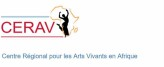 CERAV
Centre Régional pour les Arts Vivants en Afrique